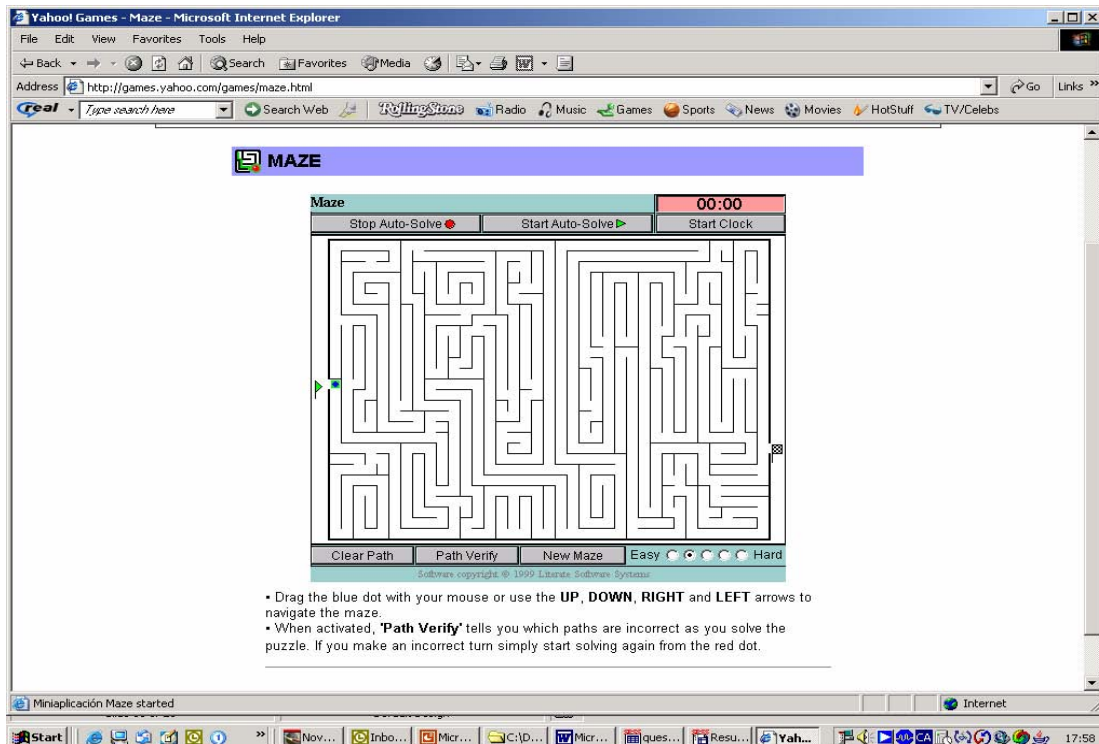 Yahoo! Games - Maze - Microsoft Internet Explorer
File Edit View Favorites Tools Help
Back Search Favorites Media
Address http://games.yahoo.com/games/maze.html Go Links »
real Type search here Search Web RollingStone Radio Music Games Sports News Movies HotStuff TV/Celebs
MAZE
Maze 00:00
Stop Auto-Solve Start Auto-Solve Start Clock
Clear Path Path Verify New Maze Easy Hard
Software copyright © 1999 Literate Software Systems
▪ Drag the blue dot with your mouse or use the UP, DOWN, RIGHT and LEFT arrows to
navigate the maze.
▪ When activated, 'Path Verify' tells you which paths are incorrect as you solve the
puzzle. If you make an incorrect turn simply start solving again from the red dot.
Miniaplicación Maze started Internet
Start » Nov... Inbo... Micr... C:\D... Micr... ques... Resu... Yah... CA 17:58